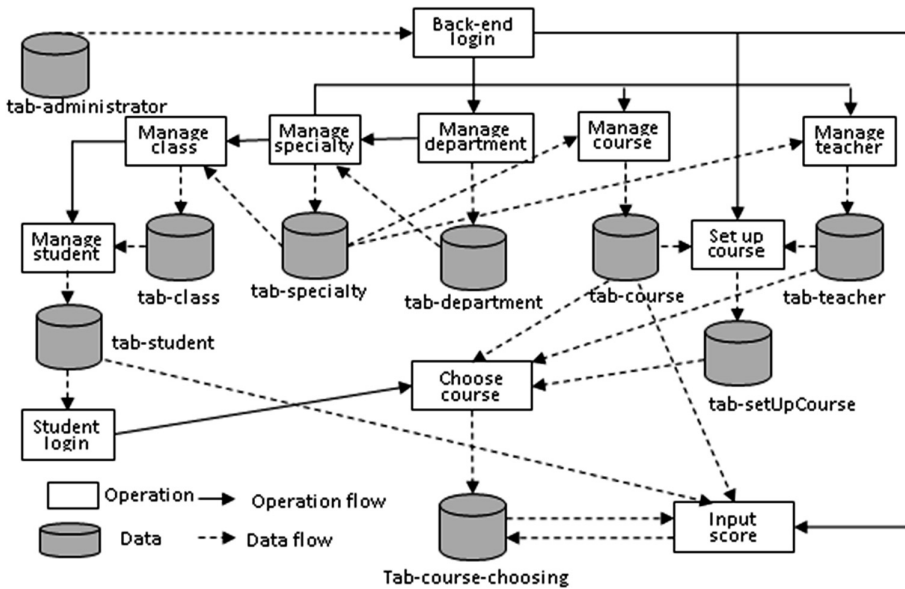 Back-end
login
tab-administrator
Manage
class
Manage
specialty
Manage
department
Manage
course
Manage
teacher
Manage
student
Set up
course
tab-class
tab-specialty
tab-department
tab-course
tab-teacher
tab-student
Choose
course
tab-setUpCourse
Student
login
Operation
Operation flow
Data
Data flow
Input
score
Tab-course-choosing